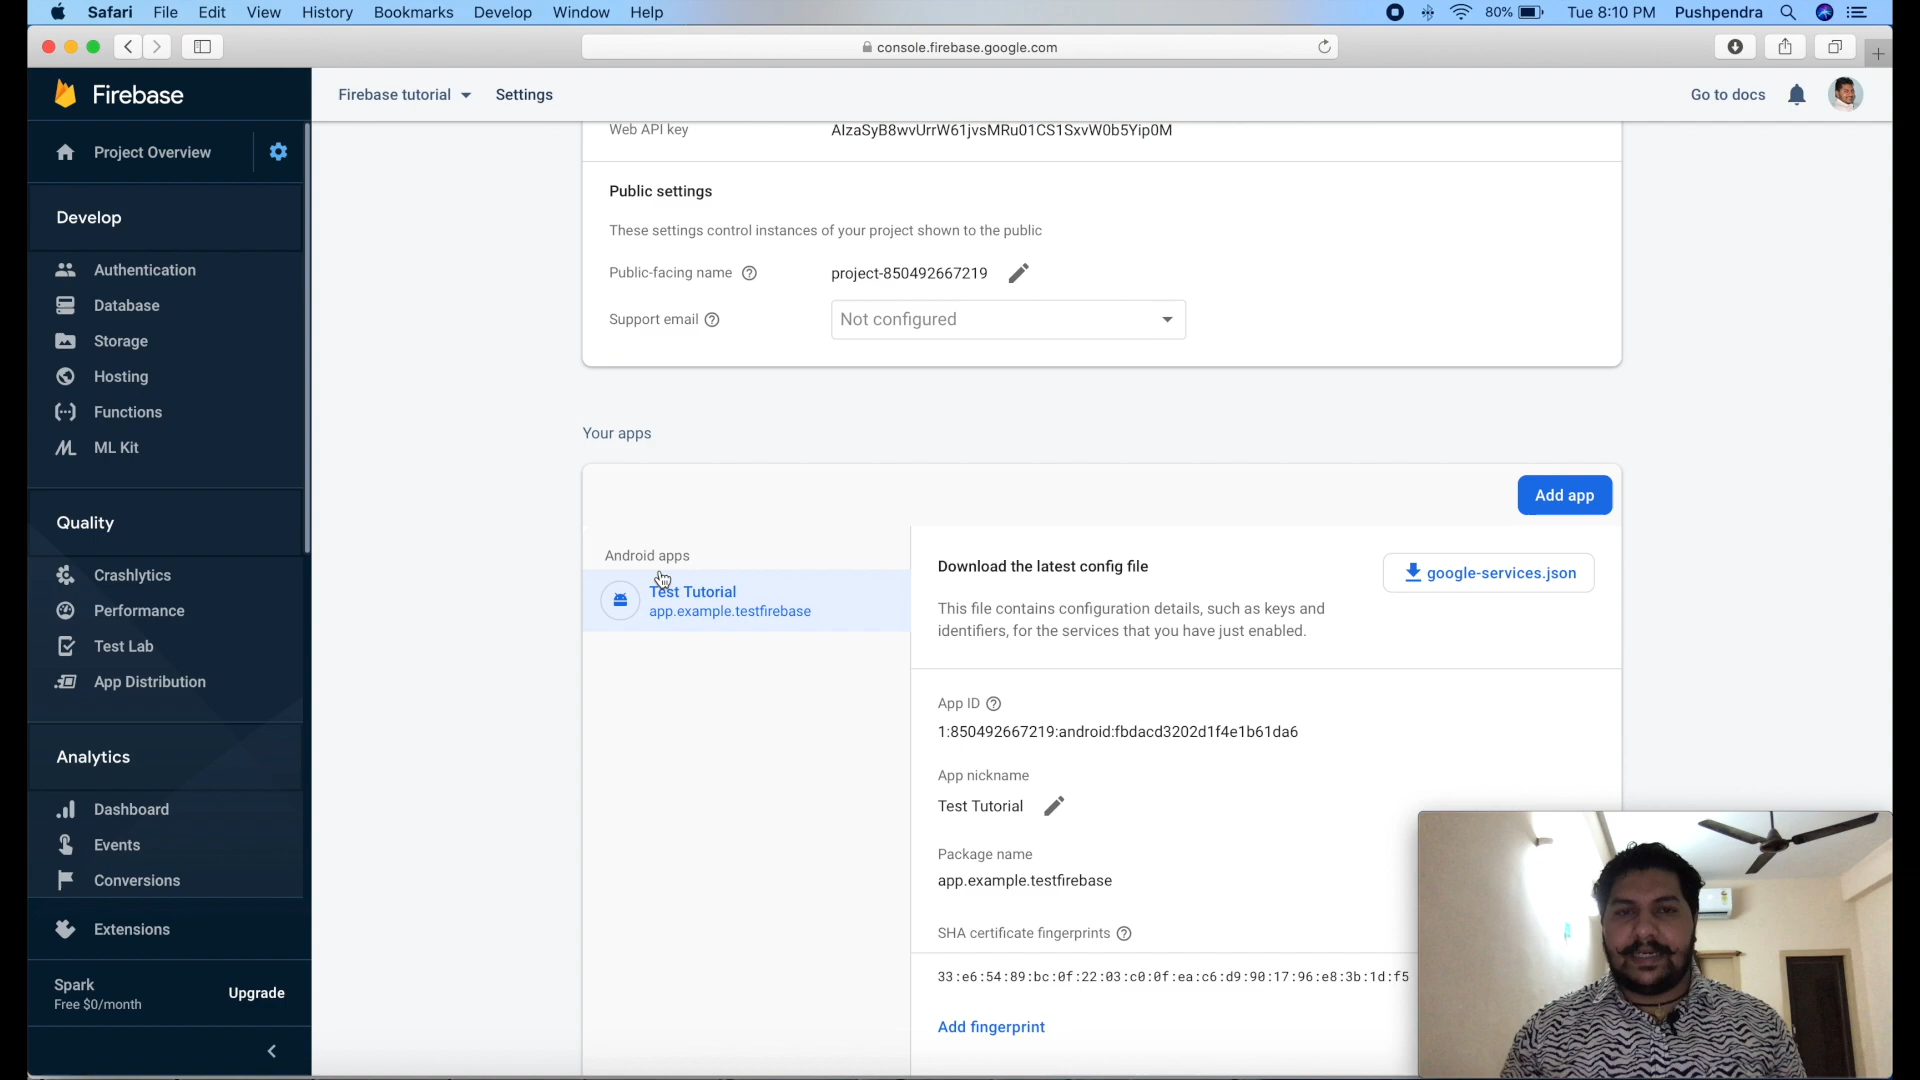 Safari File Edit View History Bookmarks Develop Window Help
80% Tue 8:10 PM Pushpendra
console.firebase.google.com
Firebase
Firebase tutorial Settings
Go to docs
Project Overview
Develop
Authentication
Database
Storage
Hosting
Functions
ML Kit
Quality
Crashlytics
Performance
Test Lab
App Distribution
Analytics
Dashboard
Events
Conversions
Extensions
Spark
Free $0/month
Upgrade
Web API key AIzaSyB8wvUrrW61jvsMRu01CS1SxvW0b5Yip0M
Public settings
These settings control instances of your project shown to the public
Public-facing name project-850492667219
Support email Not configured
Your apps
Add app
Android apps
Test Tutorial
app.example.testfirebase
Download the latest config file
google-services.json
This file contains configuration details, such as keys and
identifiers, for the services that you have just enabled.
App ID
1:850492667219:android:fbdacd3202d1f4e1b61da6
App nickname
Test Tutorial
Package name
app.example.testfirebase
SHA certificate fingerprints
33:e6:54:89:bc:0f:22:03:c0:0f:ea:c6:d9:90:17:96:e8:3b:1d:f5
Add fingerprint